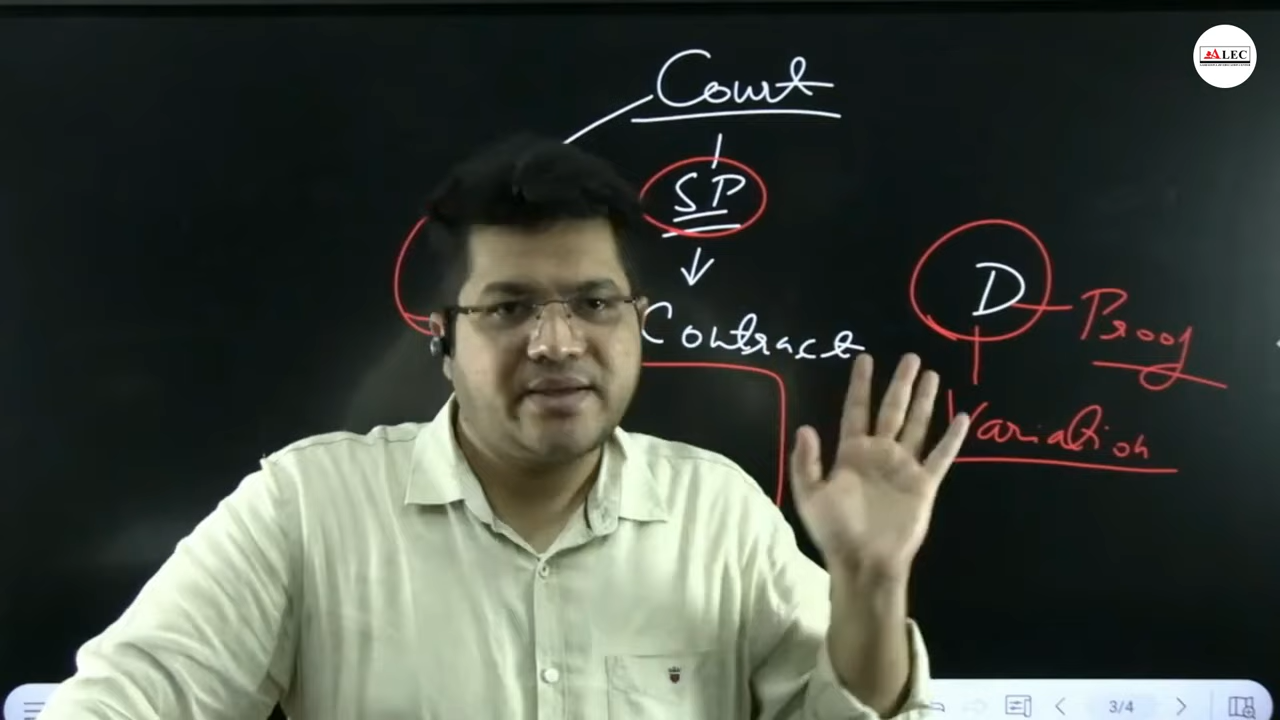 ALEC
Court
SP
D
Proof
Contract
Variation
3/4